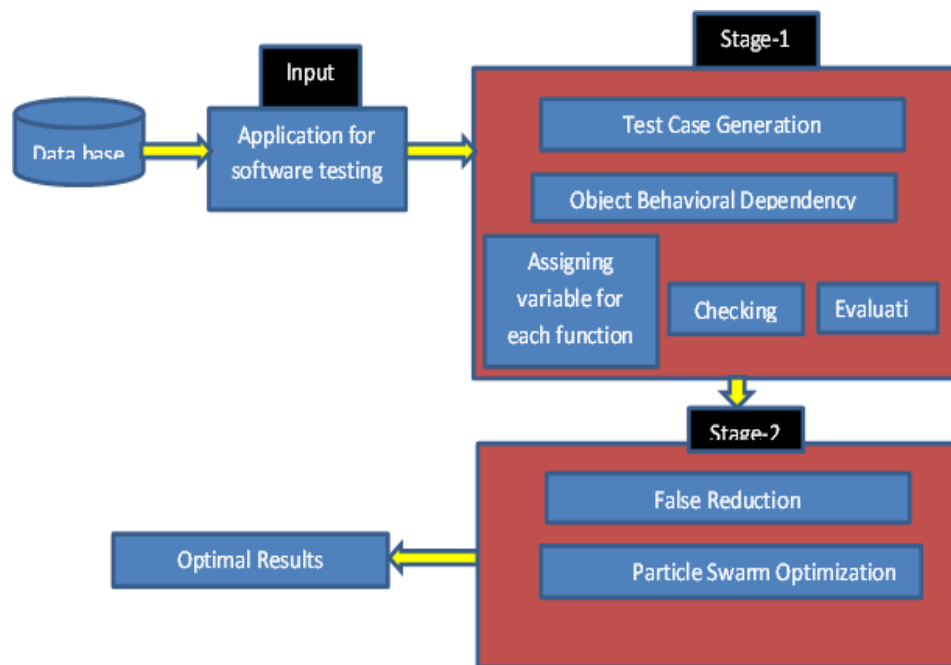 Stage-1
Input
Data base
Application for
software testing
Test Case Generation
Object Behavioral Dependency
Assigning
variable for
each function
Checking
Evaluati
Stage-2
False Reduction
Particle Swarm Optimization
Optimal Results